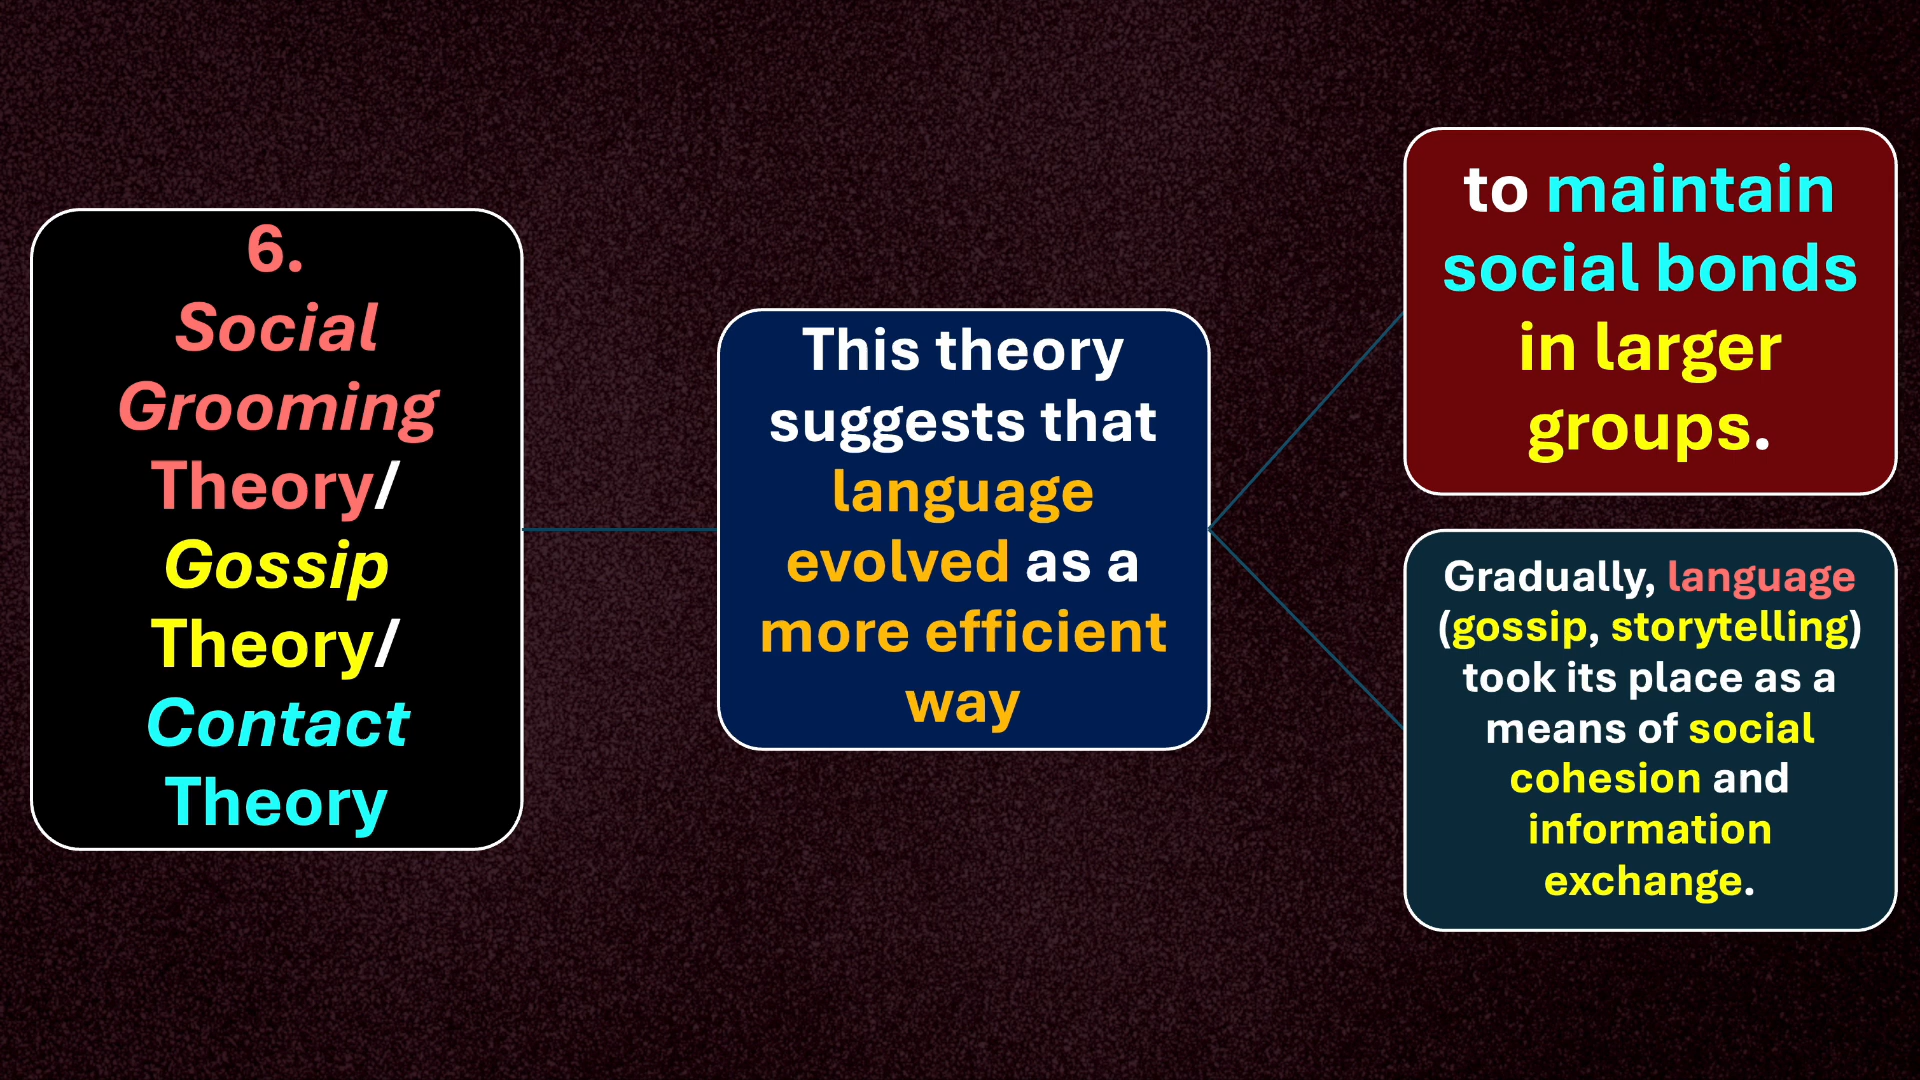 6.
Social
Grooming
Theory/
Gossip
Theory/
Contact
Theory
This theory
suggests that
language
evolved as a
more efficient
way
to maintain
social bonds
in larger
groups.
Gradually, language
(gossip, storytelling)
took its place as a
means of social
cohesion and
information
exchange.